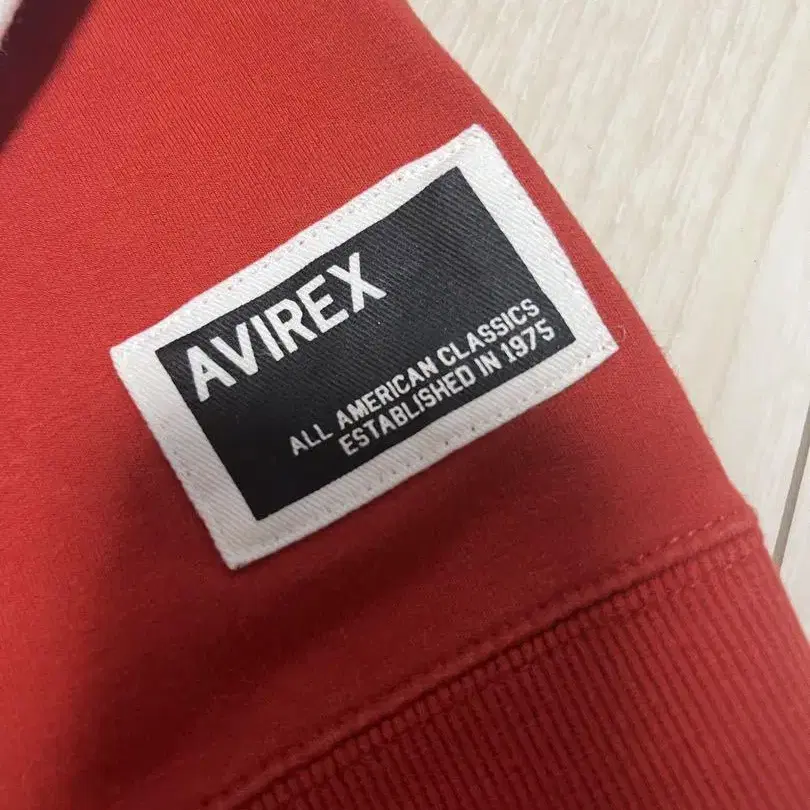 AVIREX
ALL AMERICAN CLASSICS
ESTABLISHED IN 1975